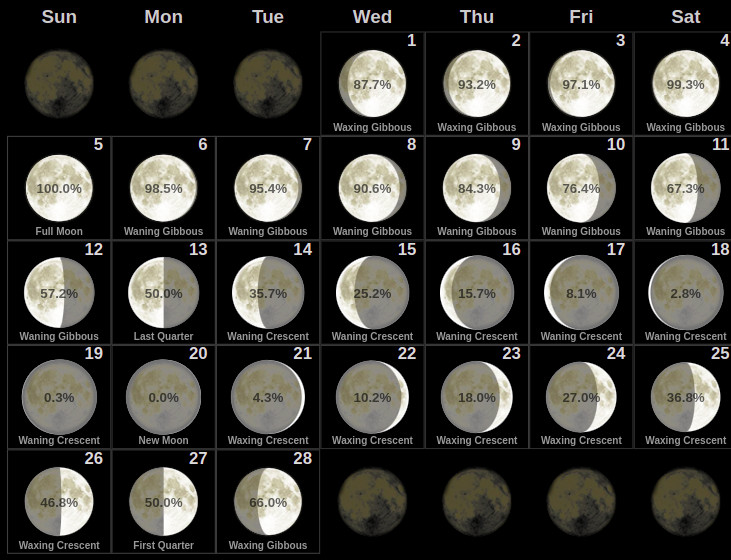 Sun Mon Tue Wed Thu Fri Sat
1 2 3 4
87.7% 93.2% 97.1% 99.3%
Waxing Gibbous Waxing Gibbous Waxing Gibbous Waxing Gibbous
5 6 7 8 9 10 11
100.0% 98.5% 95.4% 90.6% 84.3% 76.4% 67.3%
Full Moon Waning Gibbous Waning Gibbous Waning Gibbous Waning Gibbous Waning Gibbous Waning Gibbous
12 13 14 15 16 17 18
57.2% 50.0% 35.7% 25.2% 15.7% 8.1% 2.8%
Waning Gibbous Last Quarter Waning Crescent Waning Crescent Waning Crescent Waning Crescent Waning Crescent
19 20 21 22 23 24 25
0.3% 0.0% 4.3% 10.2% 18.0% 27.0% 36.8%
Waning Crescent New Moon Waxing Crescent Waxing Crescent Waxing Crescent Waxing Crescent Waxing Crescent
26 27 28
46.8% 50.0% 66.0%
Waxing Crescent First Quarter Waxing Gibbous